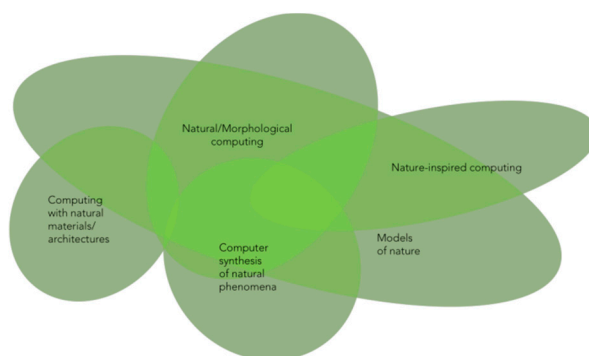 Natural/Morphological
computing
Nature-inspired computing
Computing
with natural
materials/
architectures
Models
of nature
Computer
synthesis
of natural
phenomena